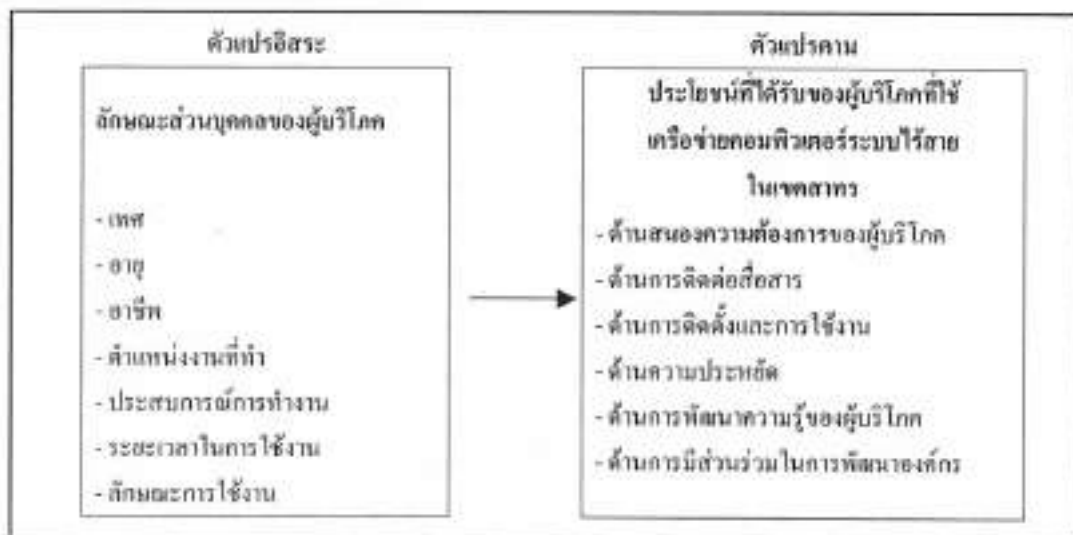 ตัวแปรอิสระ
ลักษณะส่วนบุคคลของผู้บริโภค
- เพศ
- อายุ
- อาชีพ
- ตำแหน่งงานที่ทำ
- ประสบการณ์การทำงาน
- ระยะเวลาในการใช้งาน
- ลักษณะการใช้งาน
ตัวแปรตาม
ประโยชน์ที่ได้รับของผู้บริโภคที่ใช้
เครือข่ายคอมพิวเตอร์ระบบไร้สาย
ในเขตสาทร
- ด้านสนองความต้องการของผู้บริโภค
- ด้านการติดต่อสื่อสาร
- ด้านการติดตั้งและการใช้งาน
- ด้านความประหยัด
- ด้านการพัฒนาความรู้ของผู้บริโภค
- ด้านการมีส่วนร่วมในการพัฒนาองค์กร